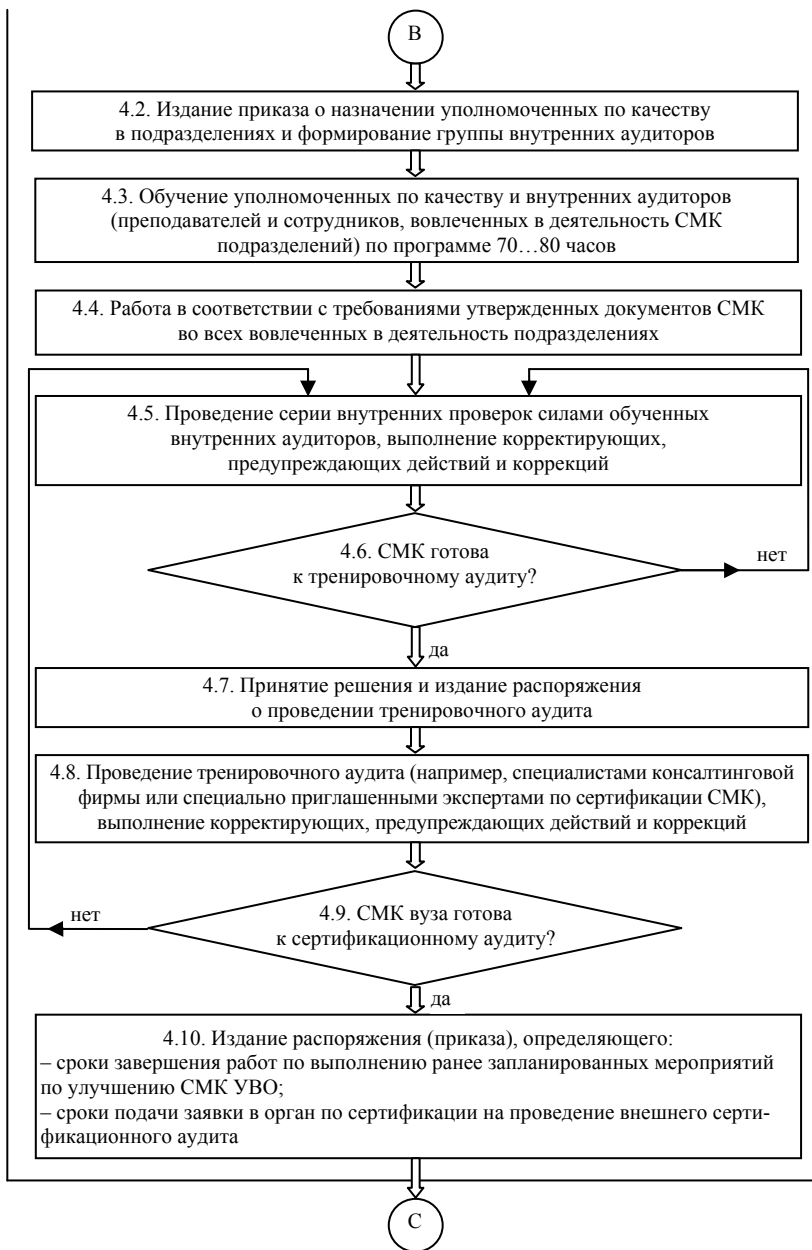 В
4.2. Издание приказа о назначении уполномоченных по качеству
в подразделениях и формирование группы внутренних аудиторов
4.3. Обучение уполномоченных по качеству и внутренних аудиторов
(преподавателей и сотрудников, вовлеченных в деятельность СМК
подразделений) по программе 70…80 часов
4.4. Работа в соответствии с требованиями утвержденных документов СМК
во всех вовлеченных в деятельность подразделениях
4.5. Проведение серии внутренних проверок силами обученных
внутренних аудиторов, выполнение корректирующих,
предупреждающих действий и коррекций
4.6. СМК готова
к тренировочному аудиту?
нет
да
4.7. Принятие решения и издание распоряжения
о проведении тренировочного аудита
4.8. Проведение тренировочного аудита (например, специалистами консалтинговой
фирмы или специально приглашенными экспертами по сертификации СМК),
выполнение корректирующих, предупреждающих действий и коррекций
нет
4.9. СМК вуза готова
к сертификационному аудиту?
да
4.10. Издание распоряжения (приказа), определяющего:
– сроки завершения работ по выполнению ранее запланированных мероприятий
по улучшению СМК УВО;
– сроки подачи заявки в орган по сертификации на проведение внешнего серти-
фикационного аудита
С